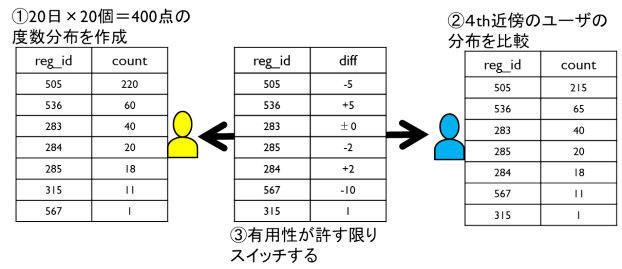 ①20日×20個＝400点の
度数分布を作成
reg_id count
505 220
536 60
283 40
284 20
285 18
315 11
567 1
reg_id diff
505 -5
536 +5
283 ±0
285 -2
284 +2
567 -10
315 1
③有用性が許す限り
スイッチする
②4th近傍のユーザの
分布を比較
reg_id count
505 215
536 65
283 40
285 20
284 18
567 11
315 1